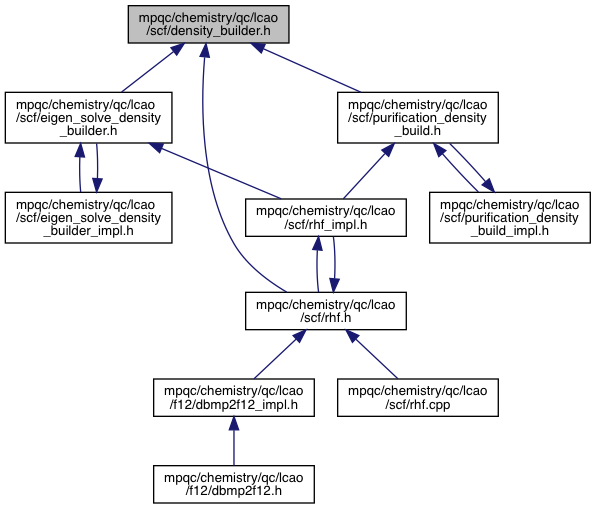 mpqc/chemistry/qc/lcao
/scf/density_builder.h
mpqc/chemistry/qc/lcao
/scf/eigen_solve_density
_builder.h
mpqc/chemistry/qc/lcao
/scf/purification_density
_build.h
mpqc/chemistry/qc/lcao
/scf/eigen_solve_density
_builder_impl.h
mpqc/chemistry/qc/lcao
/scf/rhf_impl.h
mpqc/chemistry/qc/lcao
/scf/purification_density
_build_impl.h
mpqc/chemistry/qc/lcao
/scf/rhf.h
mpqc/chemistry/qc/lcao
/f12/dbmp2f12_impl.h
mpqc/chemistry/qc/lcao
/scf/rhf.cpp
mpqc/chemistry/qc/lcao
/f12/dbmp2f12.h